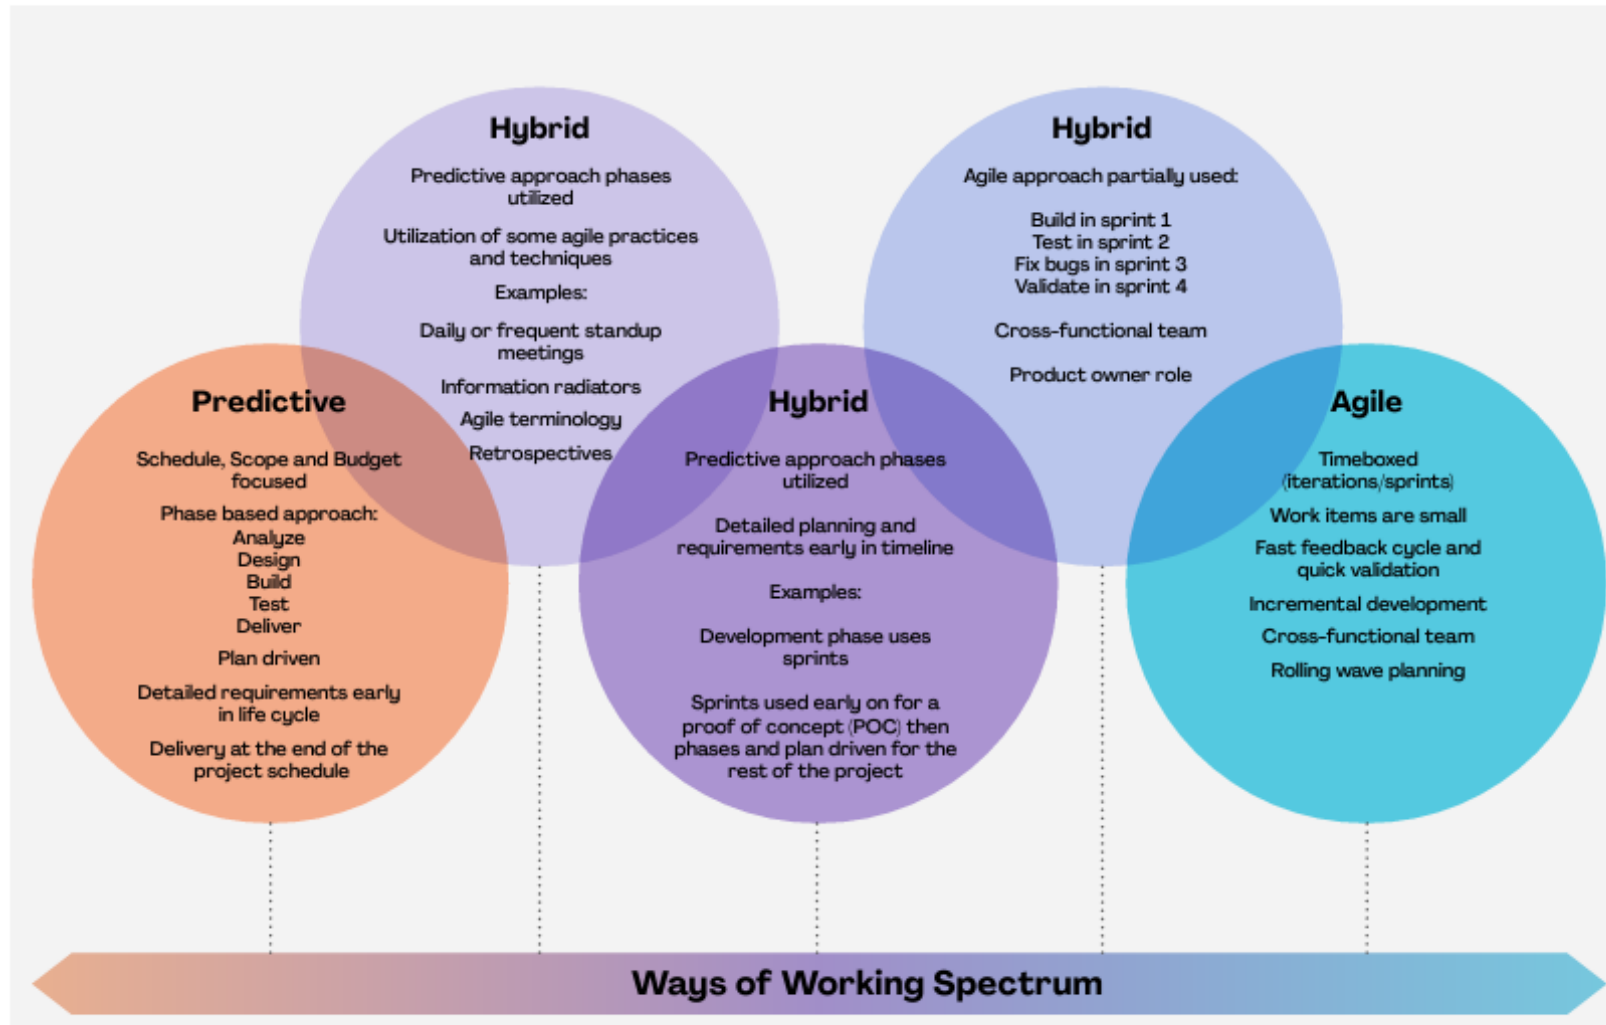 Hybrid
Predictive approach phases
utilized
Utilization of some agile practices
and techniques
Examples:
Daily or frequent standup
meetings
Information radiators
Agile terminology
Retrospectives
Hybrid
Agile approach partially used:
Build in sprint 1
Test in sprint 2
Fix bugs in sprint 3
Validate in sprint 4
Cross-functional team
Product owner role
Predictive
Schedule, Scope and Budget
focused
Phase based approach:
Analyze
Design
Build
Test
Deliver
Plan driven
Detailed requirements early
in life cycle
Delivery at the end of the
project schedule
Hybrid
Predictive approach phases
utilized
Detailed planning and
requirements early in timeline
Examples:
Development phase uses
sprints
Sprints used early on for a
proof of concept (POC) then
phases and plan driven for the
rest of the project
Agile
Timeboxed
(iterations/sprints)
Work items are small
Fast feedback cycle and
quick validation
Incremental development
Cross-functional team
Rolling wave planning
Ways of Working Spectrum